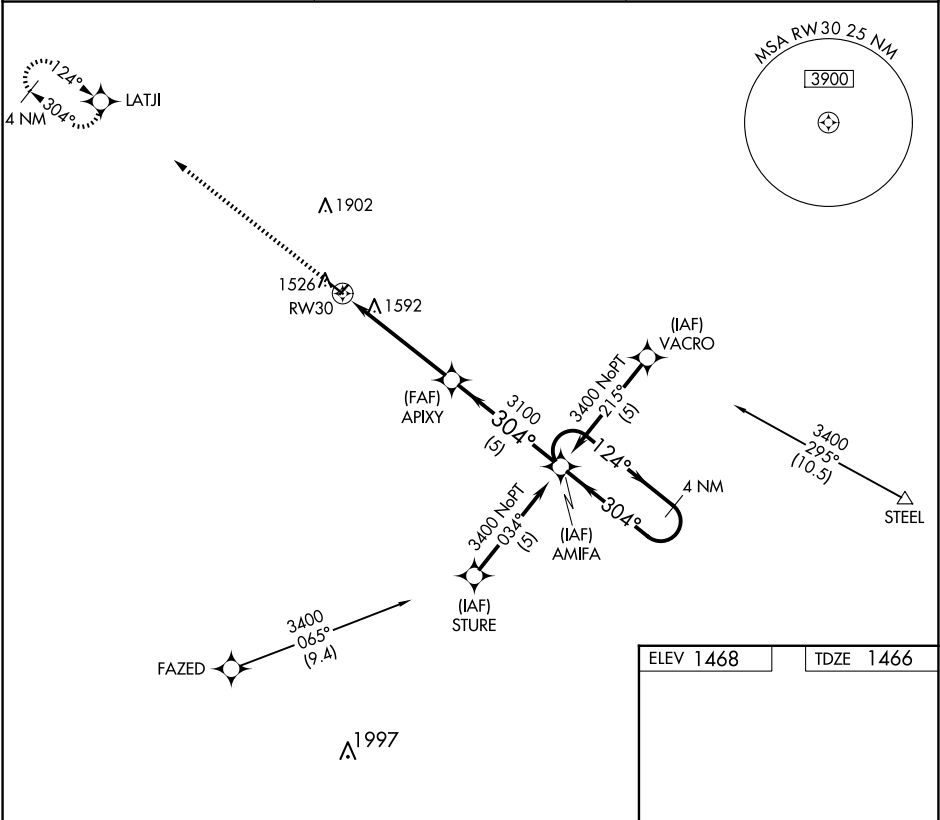 MSA RW30 25 NM
3900
124°
304°
4 NM
LATJI
1902
1526
RW30
1592
(IAF)
VACRO
3400 NoPT
215°
(5)
(FAF)
APIXY
3100
304°
(5)
124°
304°
4 NM
3400
295°
(10.5)
STEEL
(IAF)
AMIFA
3400 NoPT
034°
(5)
(IAF)
STURE
3400
065°
(9.4)
FAZED
1997
ELEV 1468
TDZE 1466